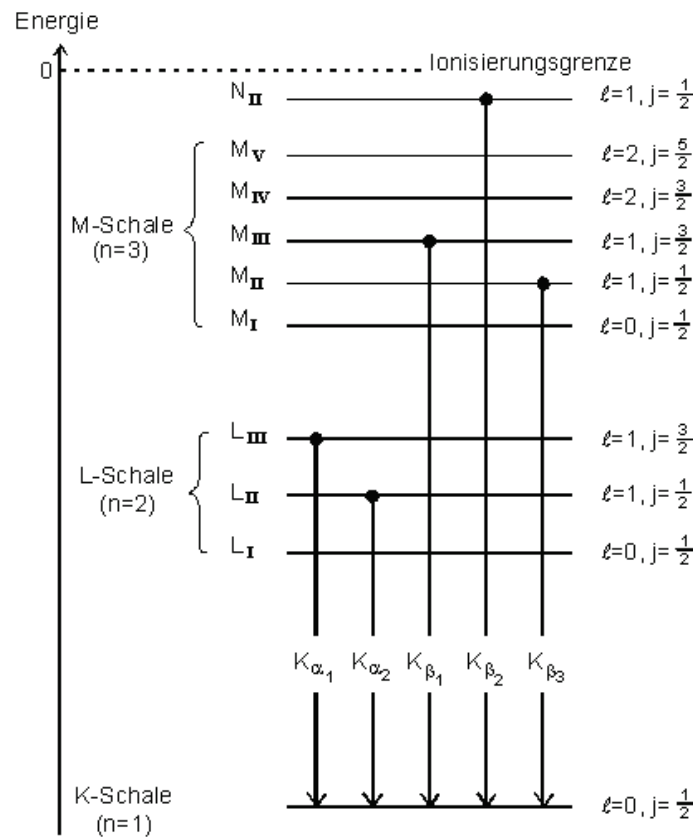 Energie
0 Ionisierungsgrenze
N_II ℓ=1, j=1/2
M_V ℓ=2, j=5/2
M_IV ℓ=2, j=3/2
M-Schale
(n=3)
M_III ℓ=1, j=3/2
M_II ℓ=1, j=1/2
M_I ℓ=0, j=1/2
L_III ℓ=1, j=3/2
L-Schale
(n=2)
L_II ℓ=1, j=1/2
L_I ℓ=0, j=1/2
K_α₁ K_α₂ K_β₁ K_β₂ K_β₃
K-Schale
(n=1)
ℓ=0, j=1/2